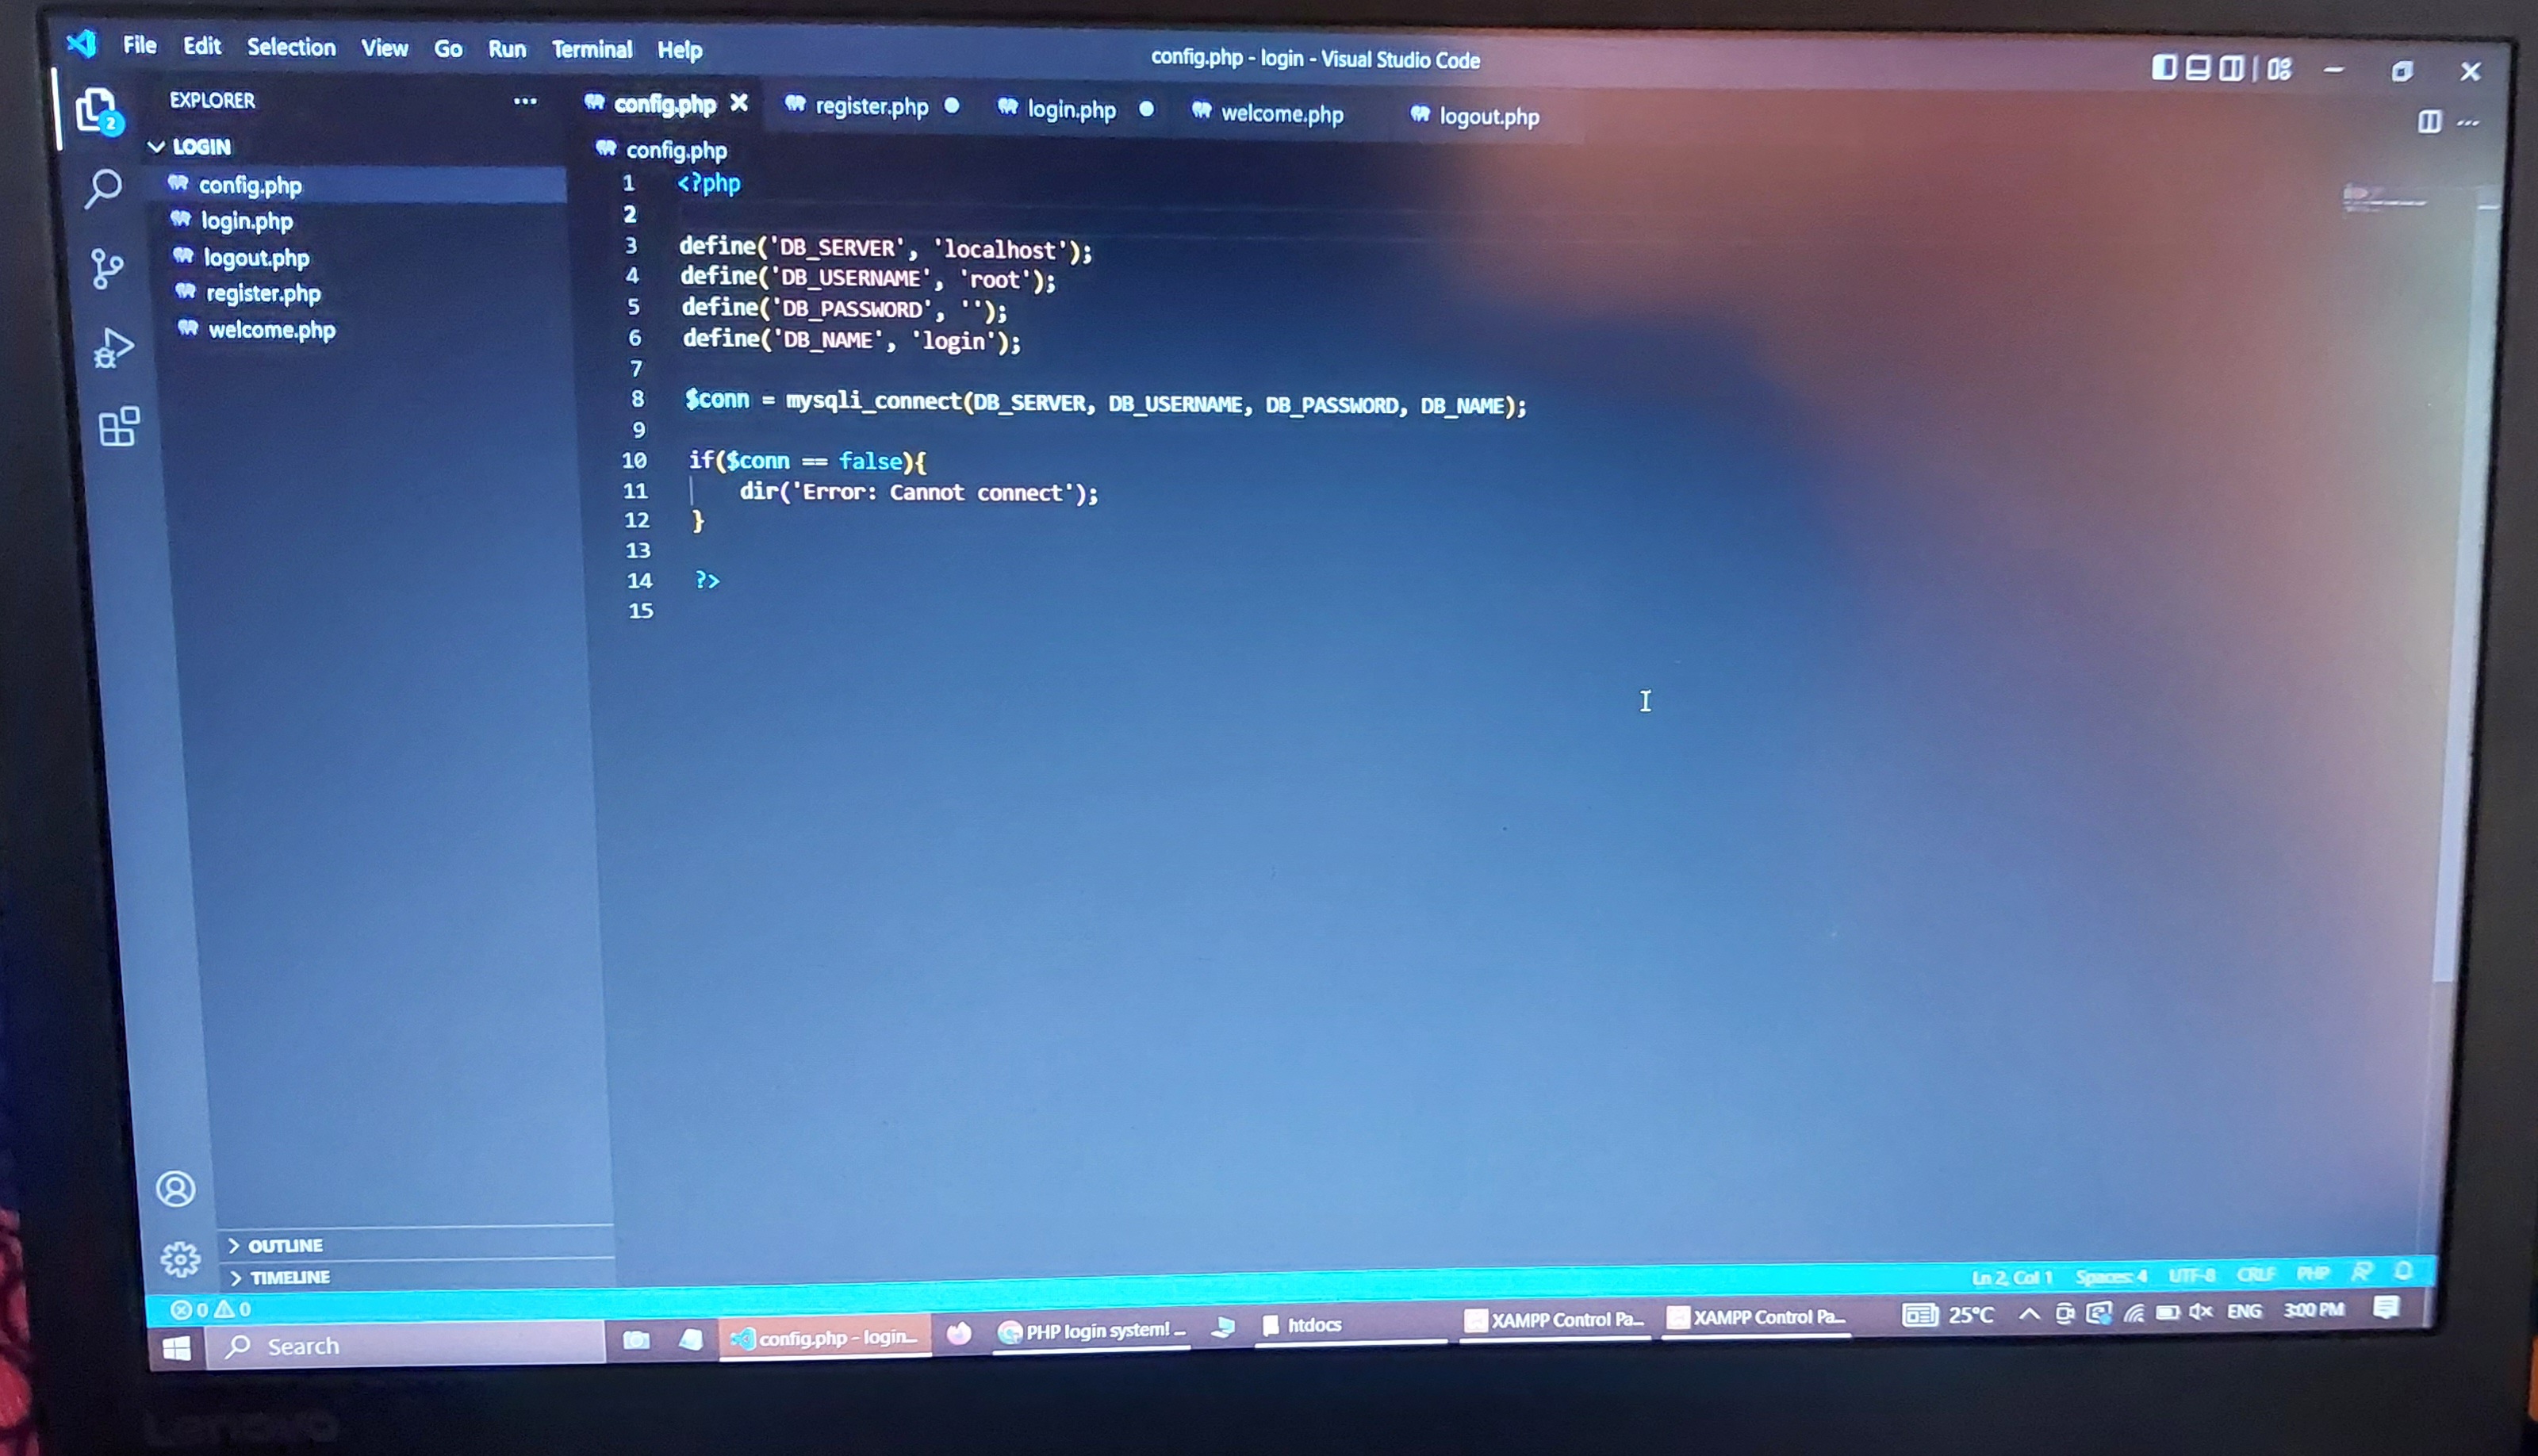 File Edit Selection View Go Run Terminal Help
config.php - login - Visual Studio Code
EXPLORER
2
LOGIN
config.php
login.php
logout.php
register.php
welcome.php
config.php register.php login.php welcome.php logout.php
config.php
1 <?php
2
3 define('DB_SERVER', 'localhost');
4 define('DB_USERNAME', 'root');
5 define('DB_PASSWORD', '');
6 define('DB_NAME', 'login');
7
8 $conn = mysqli_connect(DB_SERVER, DB_USERNAME, DB_PASSWORD, DB_NAME);
9
10 if($conn == false){
11 dir('Error: Cannot connect');
12 }
13
14 ?>
15
OUTLINE
TIMELINE
0 0
Ln 2, Col 1 Spaces: 4 UTF-8 CRLF PHP
Search
config.php - login...
PHP login system! ...
htdocs
XAMPP Control Pa...
XAMPP Control Pa...
25°C
ENG
3:00 PM
Lenovo